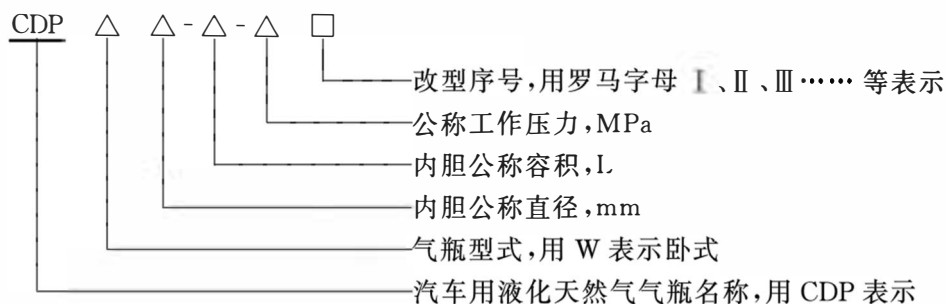 CDP △ △-△-△ □
改型序号,用罗马字母 Ⅰ、Ⅱ、Ⅲ……等表示
公称工作压力,MPa
内胆公称容积,L
内胆公称直径,mm
气瓶型式,用 W 表示卧式
汽车用液化天然气气瓶名称,用 CDP 表示